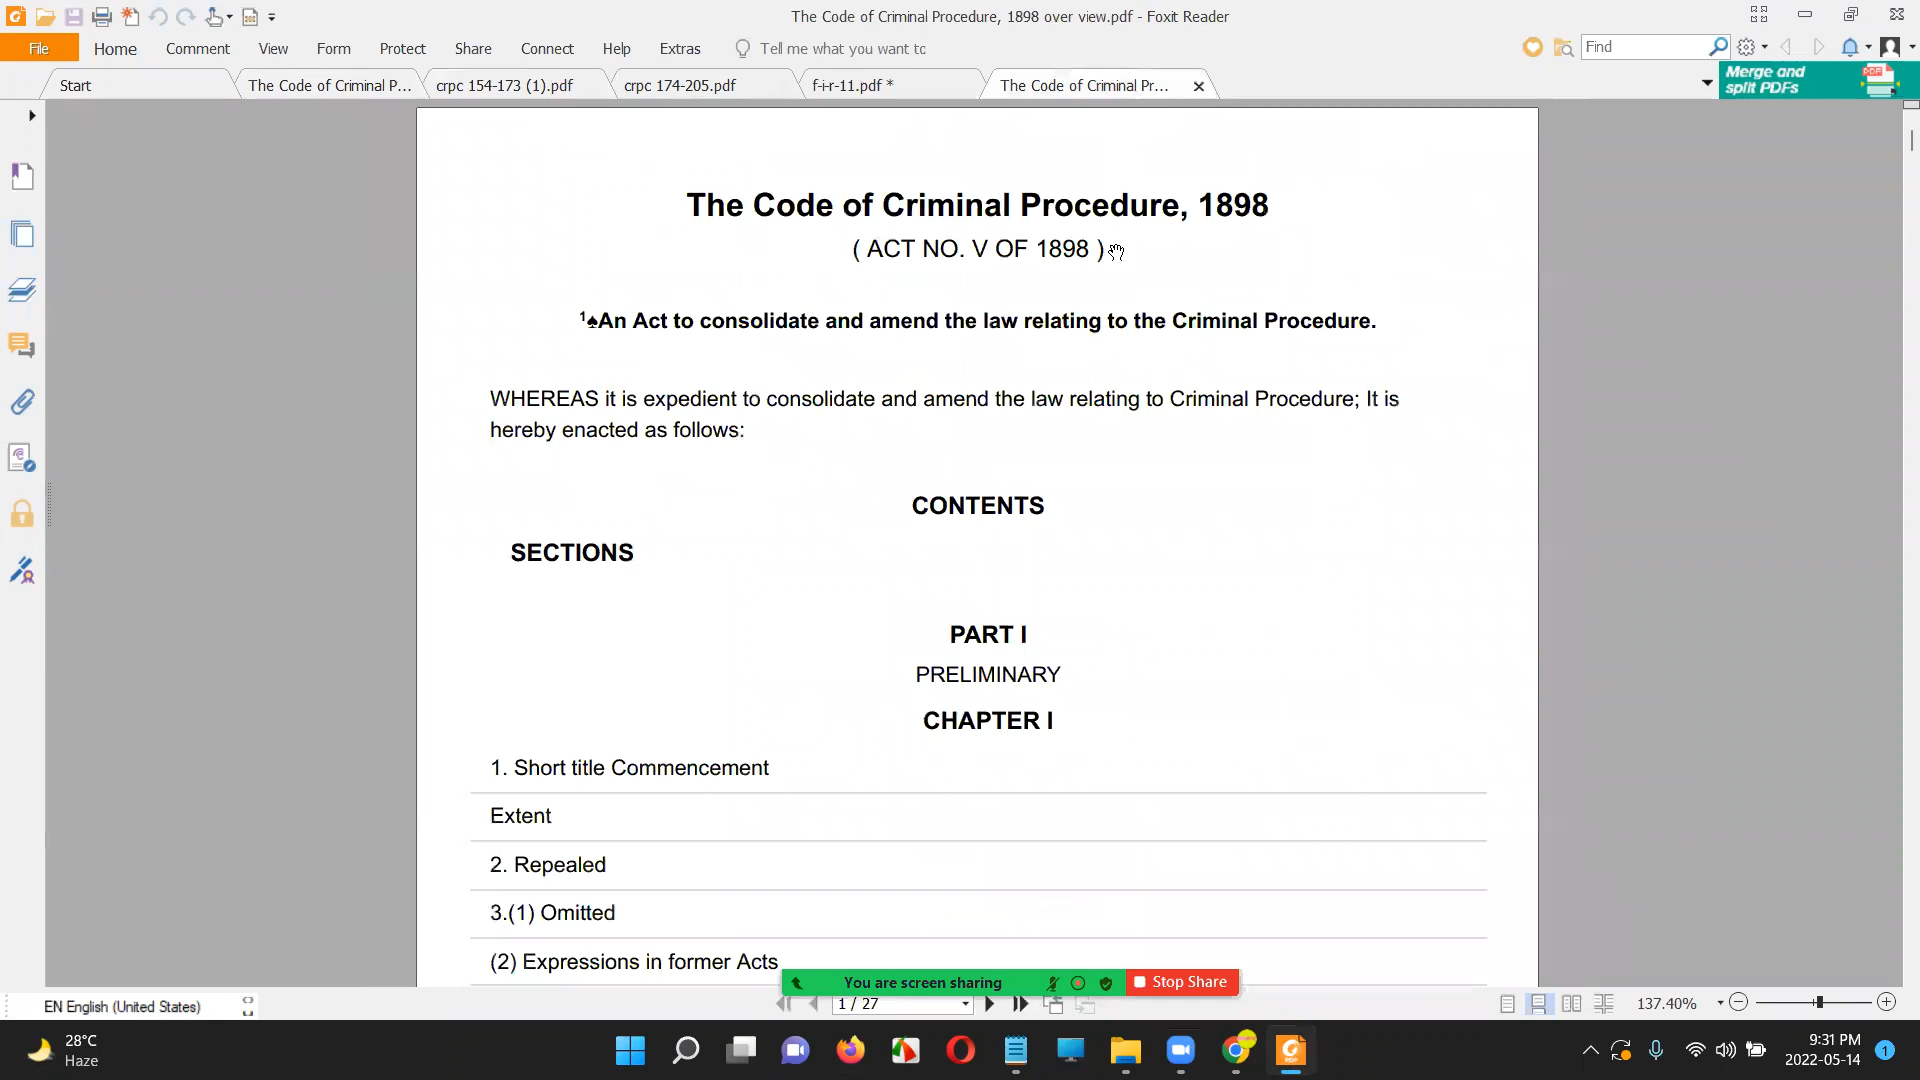 The Code of Criminal Procedure, 1898 over view.pdf - Foxit Reader
File Home Comment View Form Protect Share Connect Help Extras Tell me what you want to Find
Start The Code of Criminal P... crpc 154-173 (1).pdf crpc 174-205.pdf f-i-r-11.pdf * The Code of Criminal Pr...
Merge and
split PDFs
PDF
The Code of Criminal Procedure, 1898
( ACT NO. V OF 1898 )
1♠An Act to consolidate and amend the law relating to the Criminal Procedure.
WHEREAS it is expedient to consolidate and amend the law relating to Criminal Procedure; It is
hereby enacted as follows:
CONTENTS
SECTIONS
PART I
PRELIMINARY
CHAPTER I
1. Short title Commencement
Extent
2. Repealed
3.(1) Omitted
(2) Expressions in former Acts
You are screen sharing Stop Share
EN English (United States)
1 / 27
137.40%
28°C
Haze
9:31 PM
2022-05-14
1